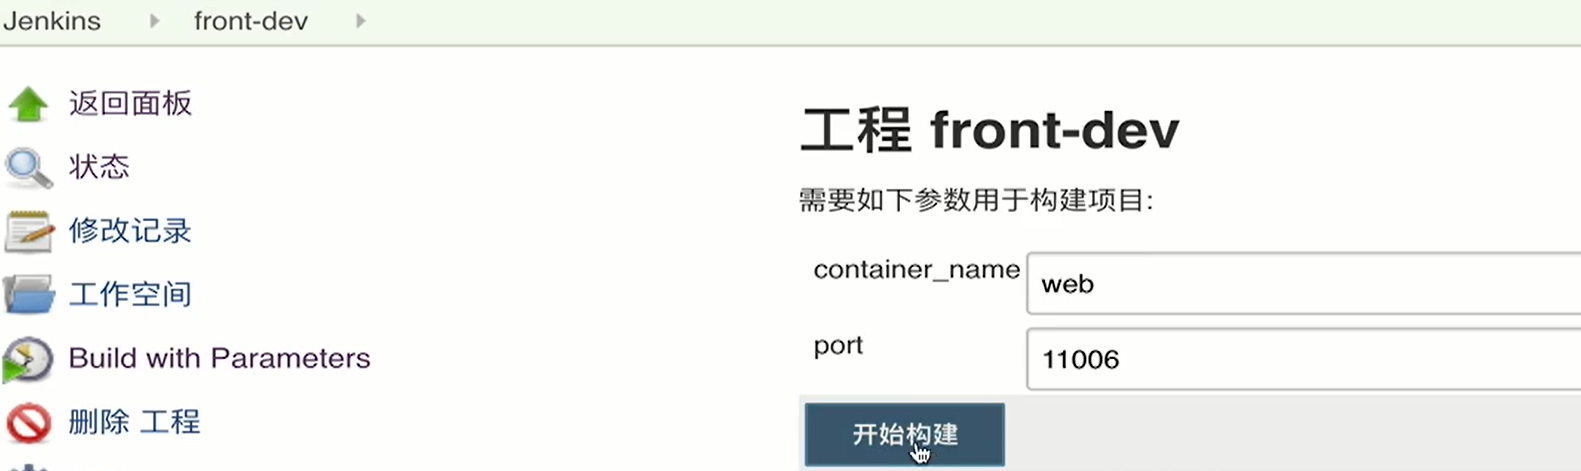 Jenkins front-dev
返回面板
状态
修改记录
工作空间
Build with Parameters
删除 工程
工程 front-dev
需要如下参数用于构建项目:
container_name web
port 11006
开始构建